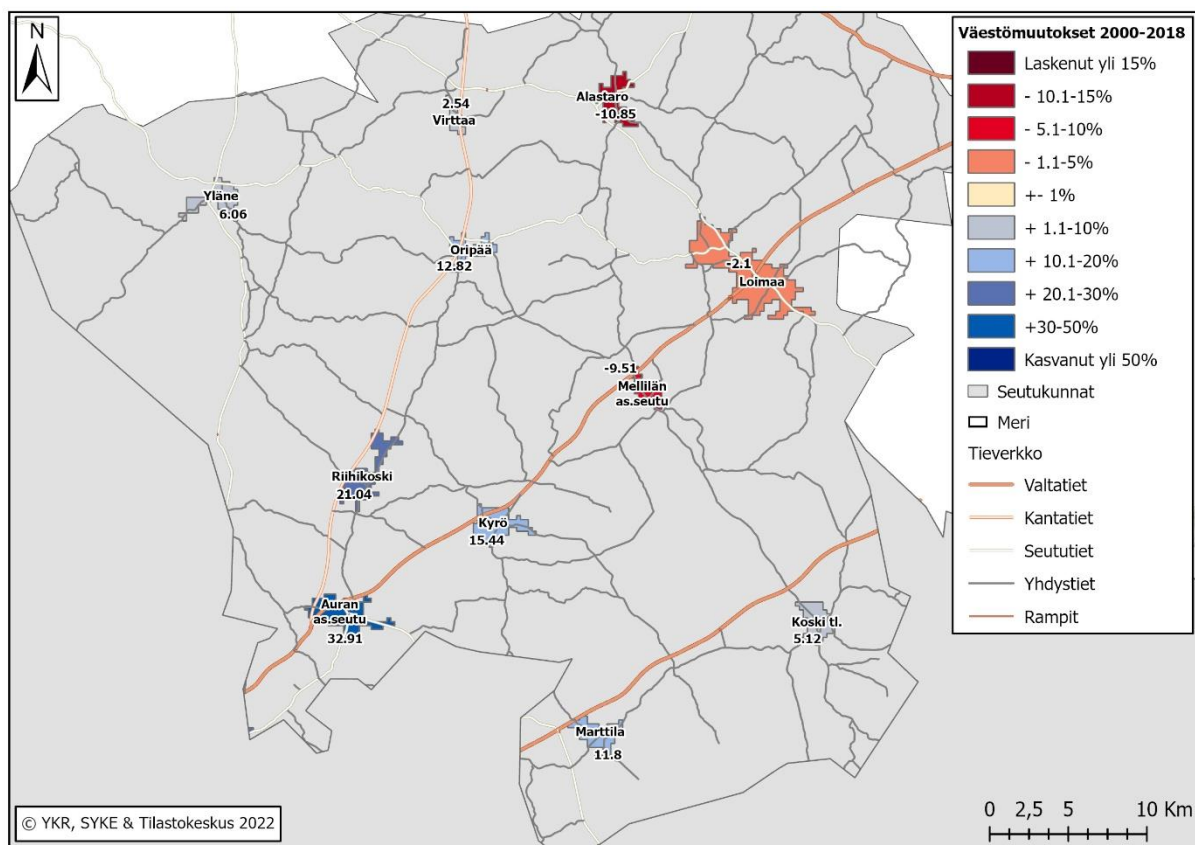 N
2.54
Virttaa
Alastaro
-10.85
Yläne
6.06
Oripää
12.82
-2.1
Loimaa
-9.51
Mellilän
as.seutu
Riihikoski
21.04
Kyrö
15.44
Auran
as.seutu
32.91
Koski tl.
5.12
Marttila
11.8
Väestömuutokset 2000-2018
Laskenut yli 15%
- 10.1-15%
- 5.1-10%
- 1.1-5%
+- 1%
+ 1.1-10%
+ 10.1-20%
+ 20.1-30%
+30-50%
Kasvanut yli 50%
Seutukunnat
Meri
Tieverkko
Valtatiet
Kantatiet
Seututiet
Yhdystiet
Rampit
© YKR, SYKE & Tilastokeskus 2022
0 2,5 5 10 Km